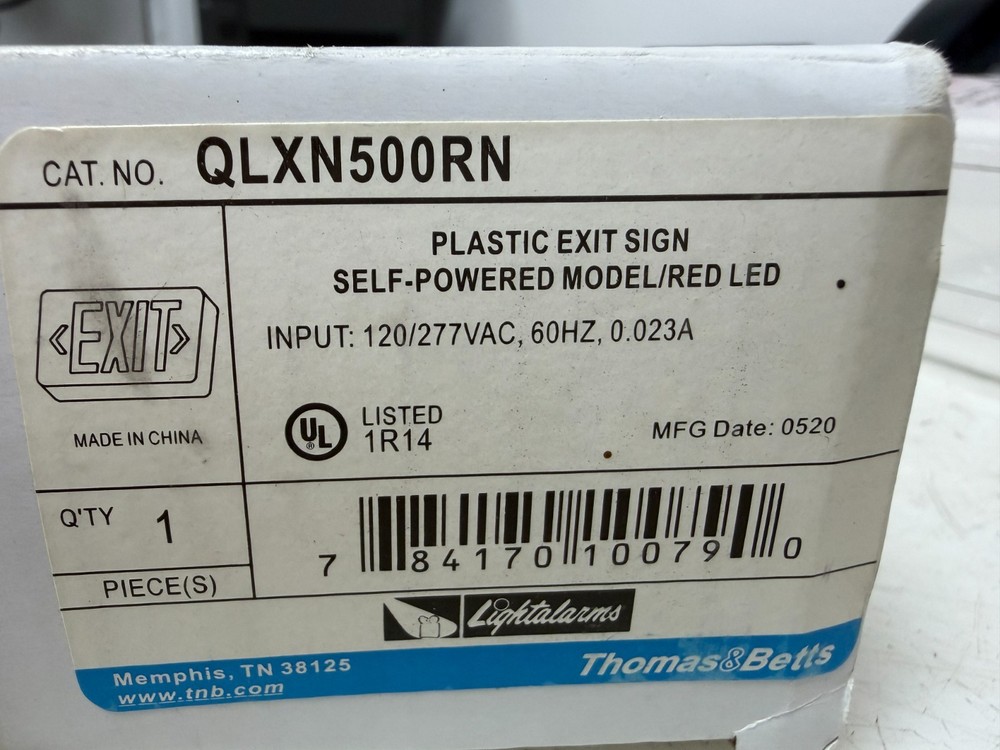 CAT. NO. QLXN500RN
PLASTIC EXIT SIGN
SELF-POWERED MODEL/RED LED
INPUT: 120/277VAC, 60HZ, 0.023A
<EXIT>
MADE IN CHINA
UL ®
LISTED
1R14
MFG Date: 0520
Q'TY 1
PIECE(S)
7 84170 10079 0
Lightalarms
Memphis, TN 38125
www.tnb.com
Thomas&Betts